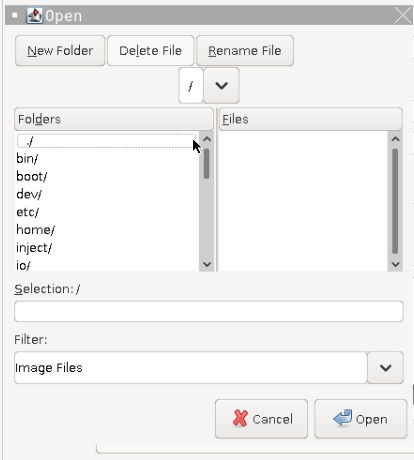 Open
New Folder Delete File Rename File
/
Folders Files
./
bin/
boot/
dev/
etc/
home/
inject/
io/
Selection: /
Filter:
Image Files
Cancel Open